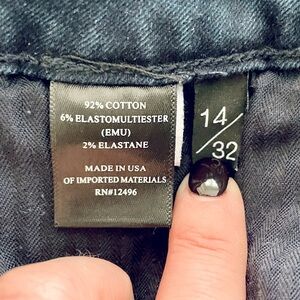 92% COTTON
6% ELASTOMULTIESTER
(EMU)
2% ELASTANE
MADE IN USA
OF IMPORTED MATERIALS
RN#12496
14/
32